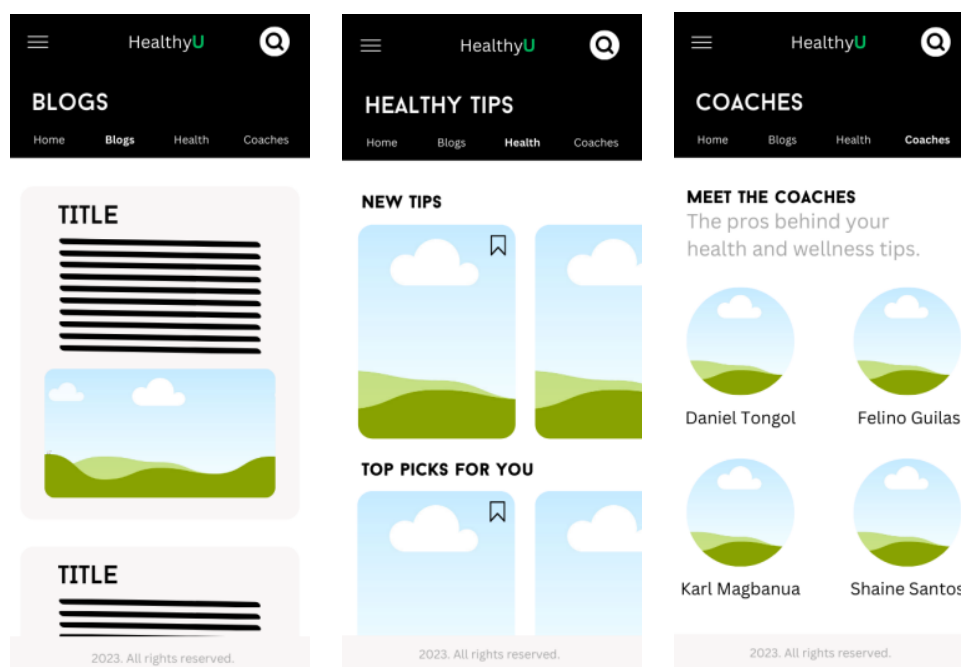 HealthyU
BLOGS
Home Blogs Health Coaches
TITLE
TITLE
2023. All rights reserved.
HealthyU
HEALTHY TIPS
Home Blogs Health Coaches
NEW TIPS
TOP PICKS FOR YOU
2023. All rights reserved.
HealthyU
COACHES
Home Blogs Health Coaches
MEET THE COACHES
The pros behind your
health and wellness tips.
Daniel Tongol Felino Guilas
Karl Magbanua Shaine Santos
2023. All rights reserved.